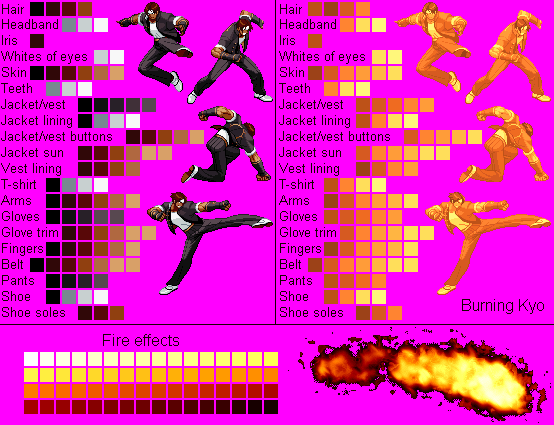 Hair
Headband
Iris
Whites of eyes
Skin
Teeth
Jacket/vest
Jacket lining
Jacket/vest buttons
Jacket sun
Vest lining
T-shirt
Arms
Gloves
Glove trim
Fingers
Belt
Pants
Shoe
Shoe soles
Hair
Headband
Iris
Whites of eyes
Skin
Teeth
Jacket/vest
Jacket lining
Jacket/vest buttons
Jacket sun
Vest lining
T-shirt
Arms
Gloves
Glove trim
Fingers
Belt
Pants
Shoe
Shoe soles
Burning Kyo
Fire effects